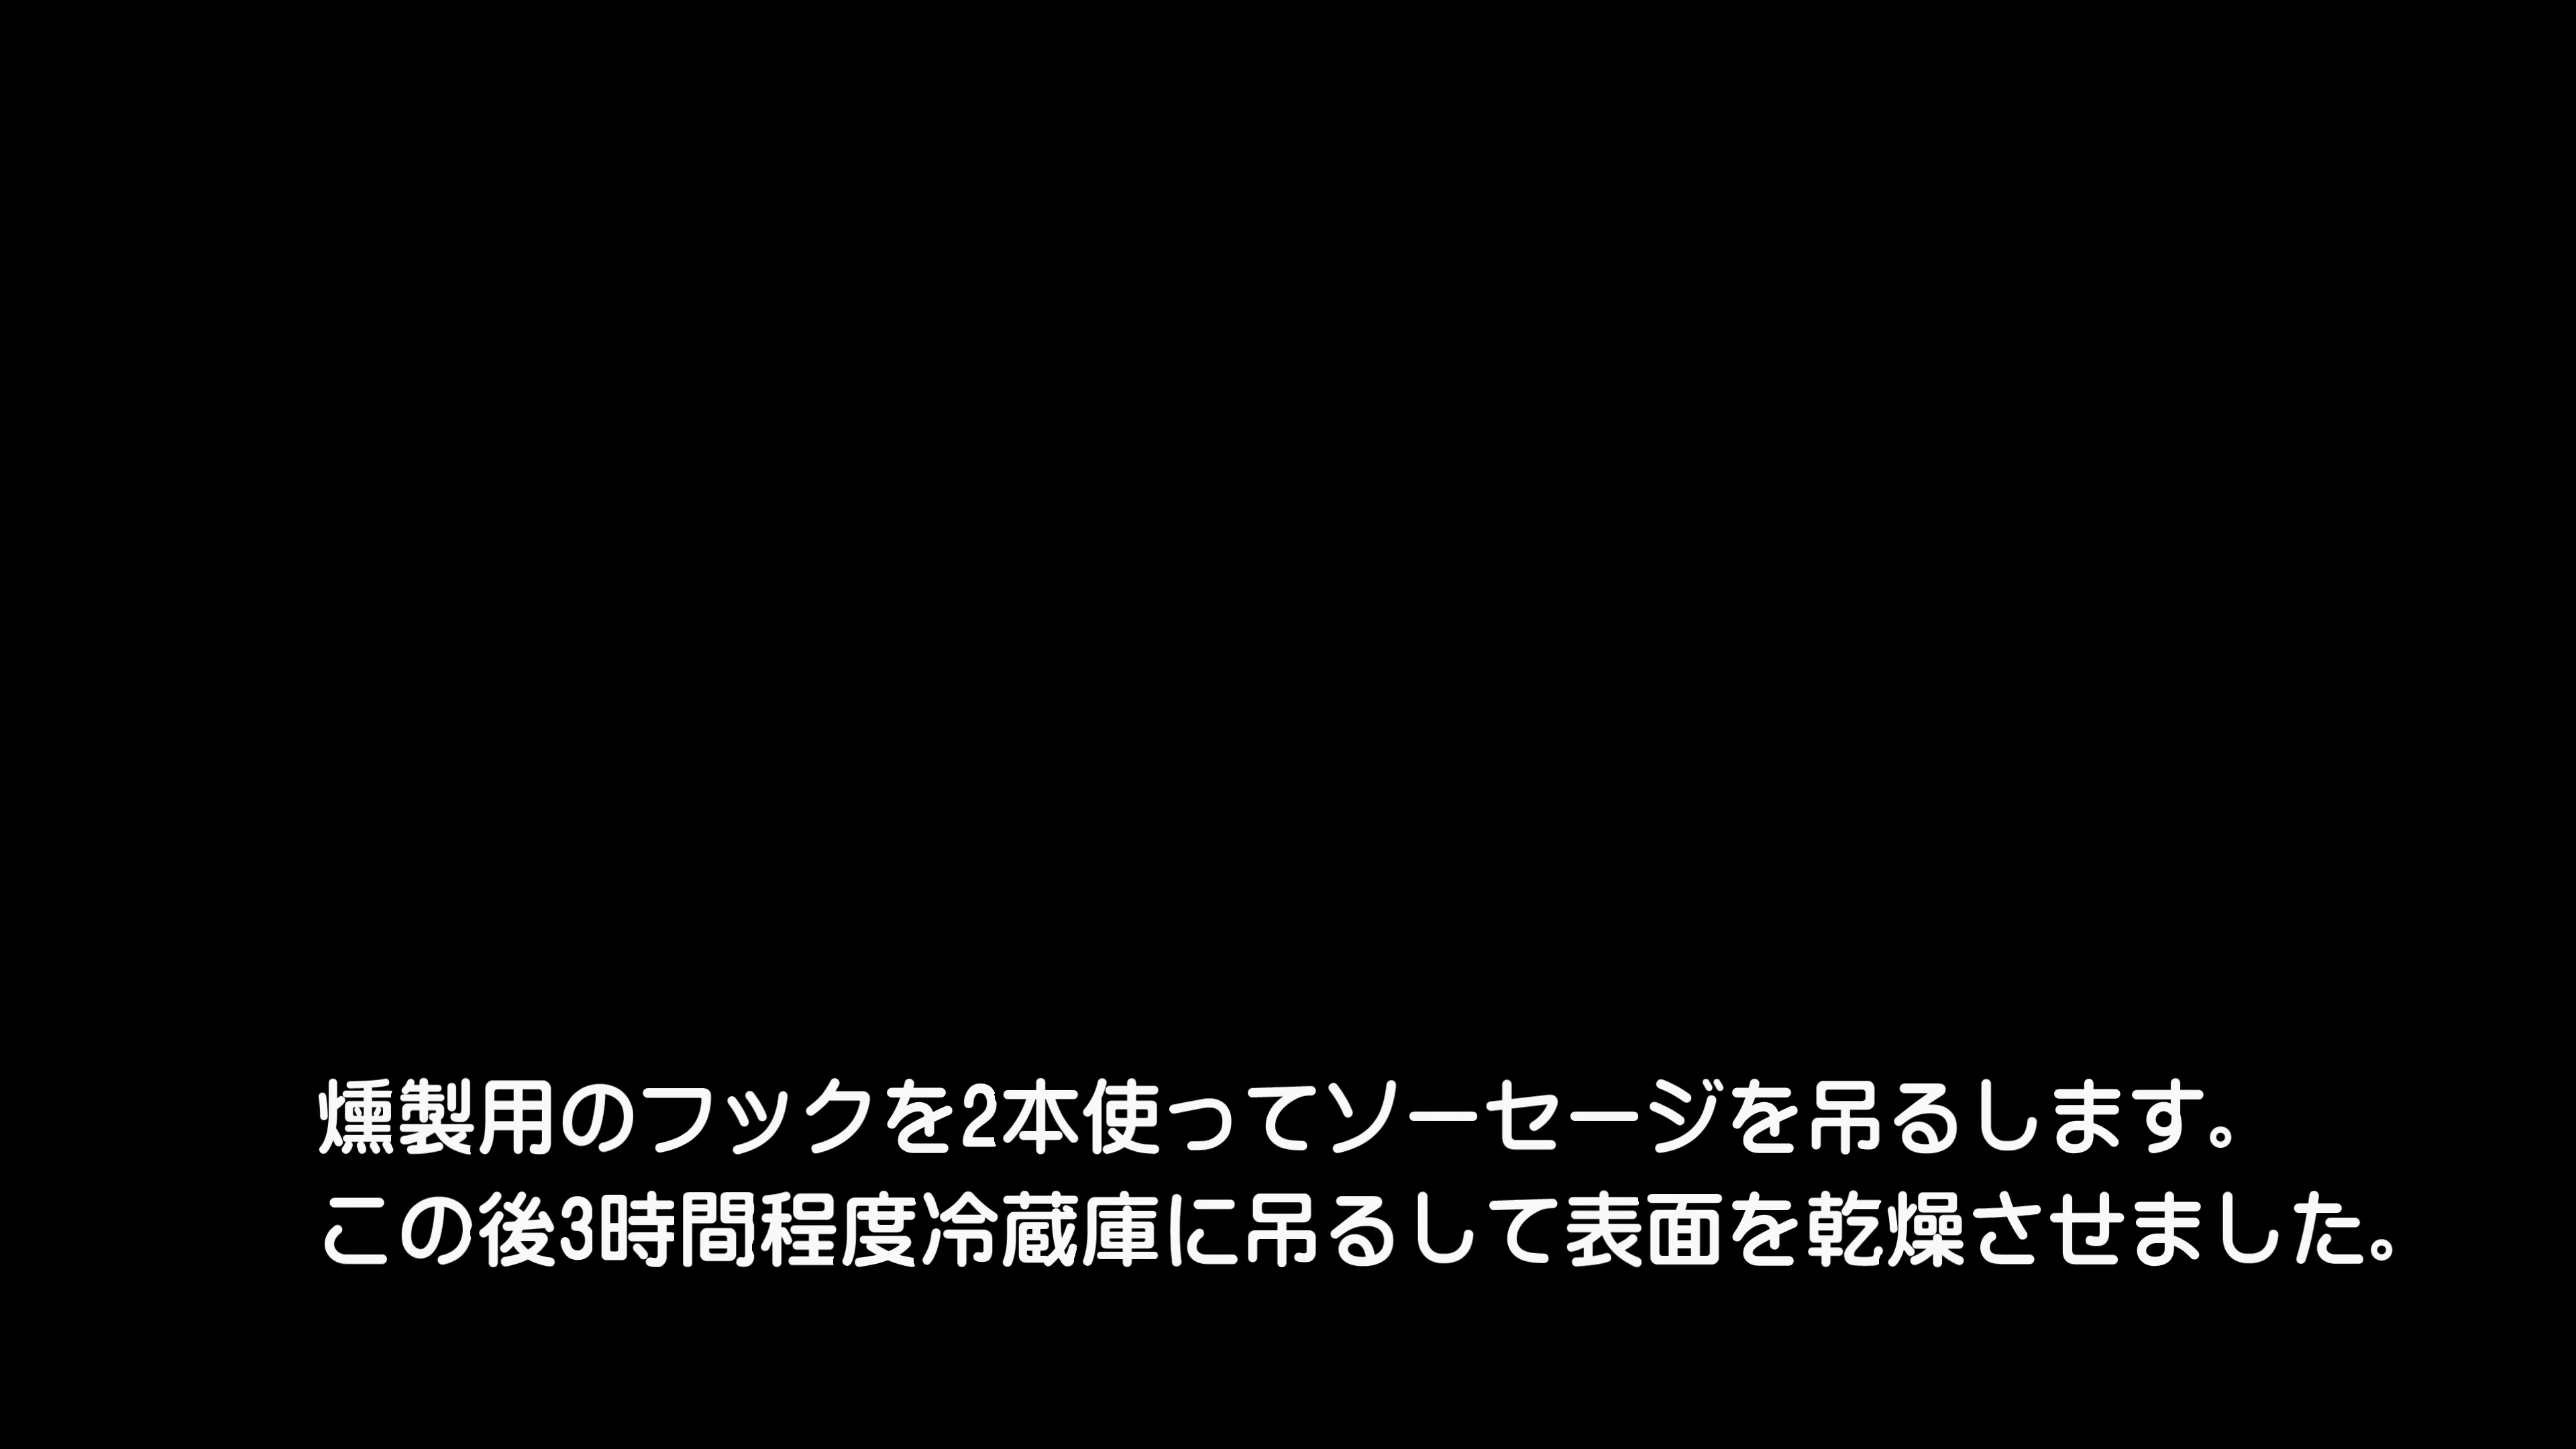 燻製用のフックを2本使ってソーセージを吊るします。
この後3時間程度冷蔵庫に吊るして表面を乾燥させました。